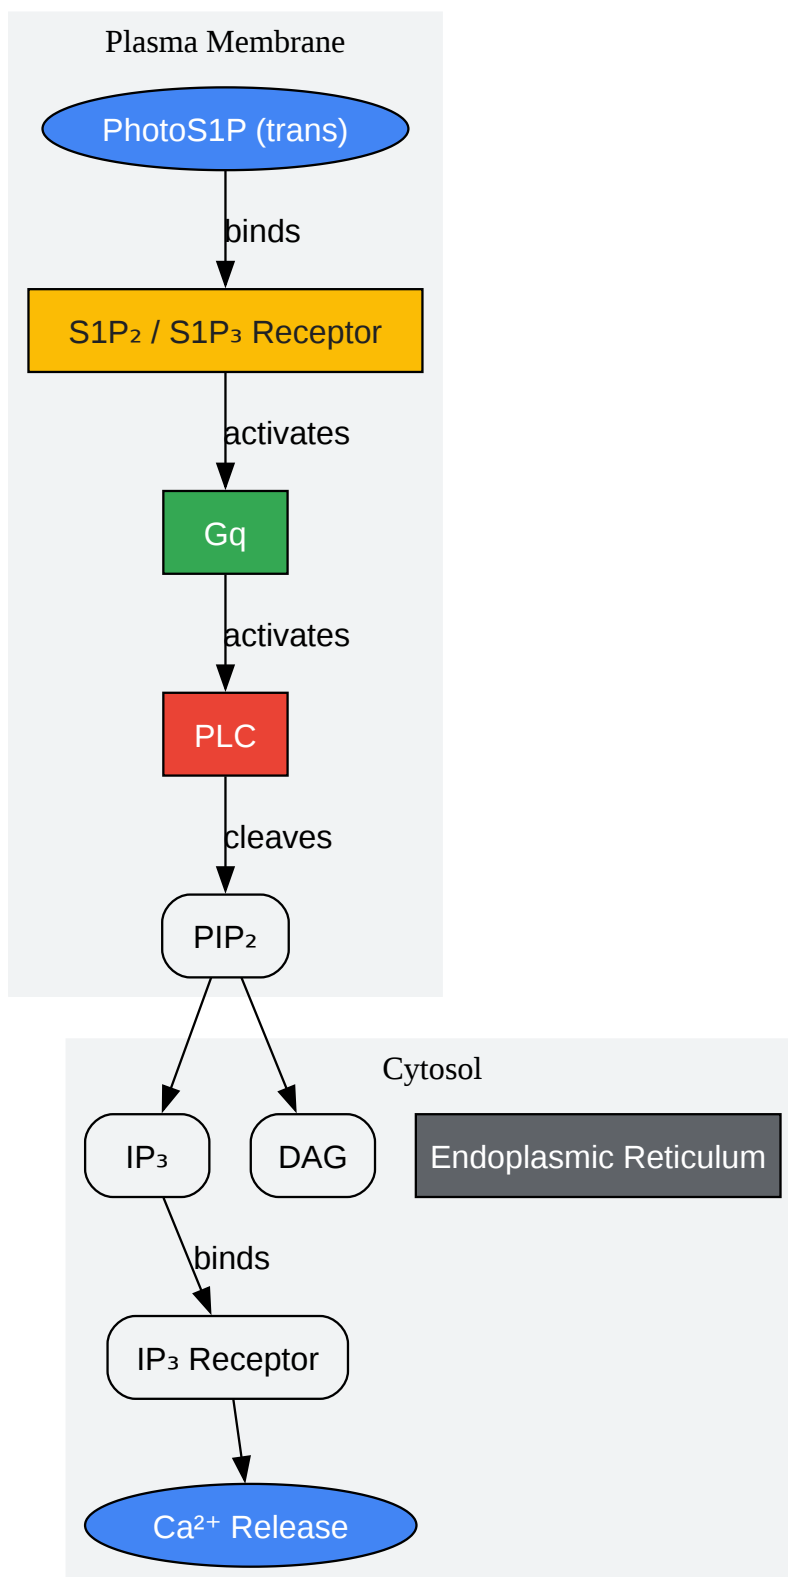 Plasma Membrane
PhotoS1P (trans)
binds
S1P₂ / S1P₃ Receptor
activates
Gq
activates
PLC
cleaves
PIP₂
Cytosol
IP₃
DAG
Endoplasmic Reticulum
binds
IP₃ Receptor
Ca²⁺ Release